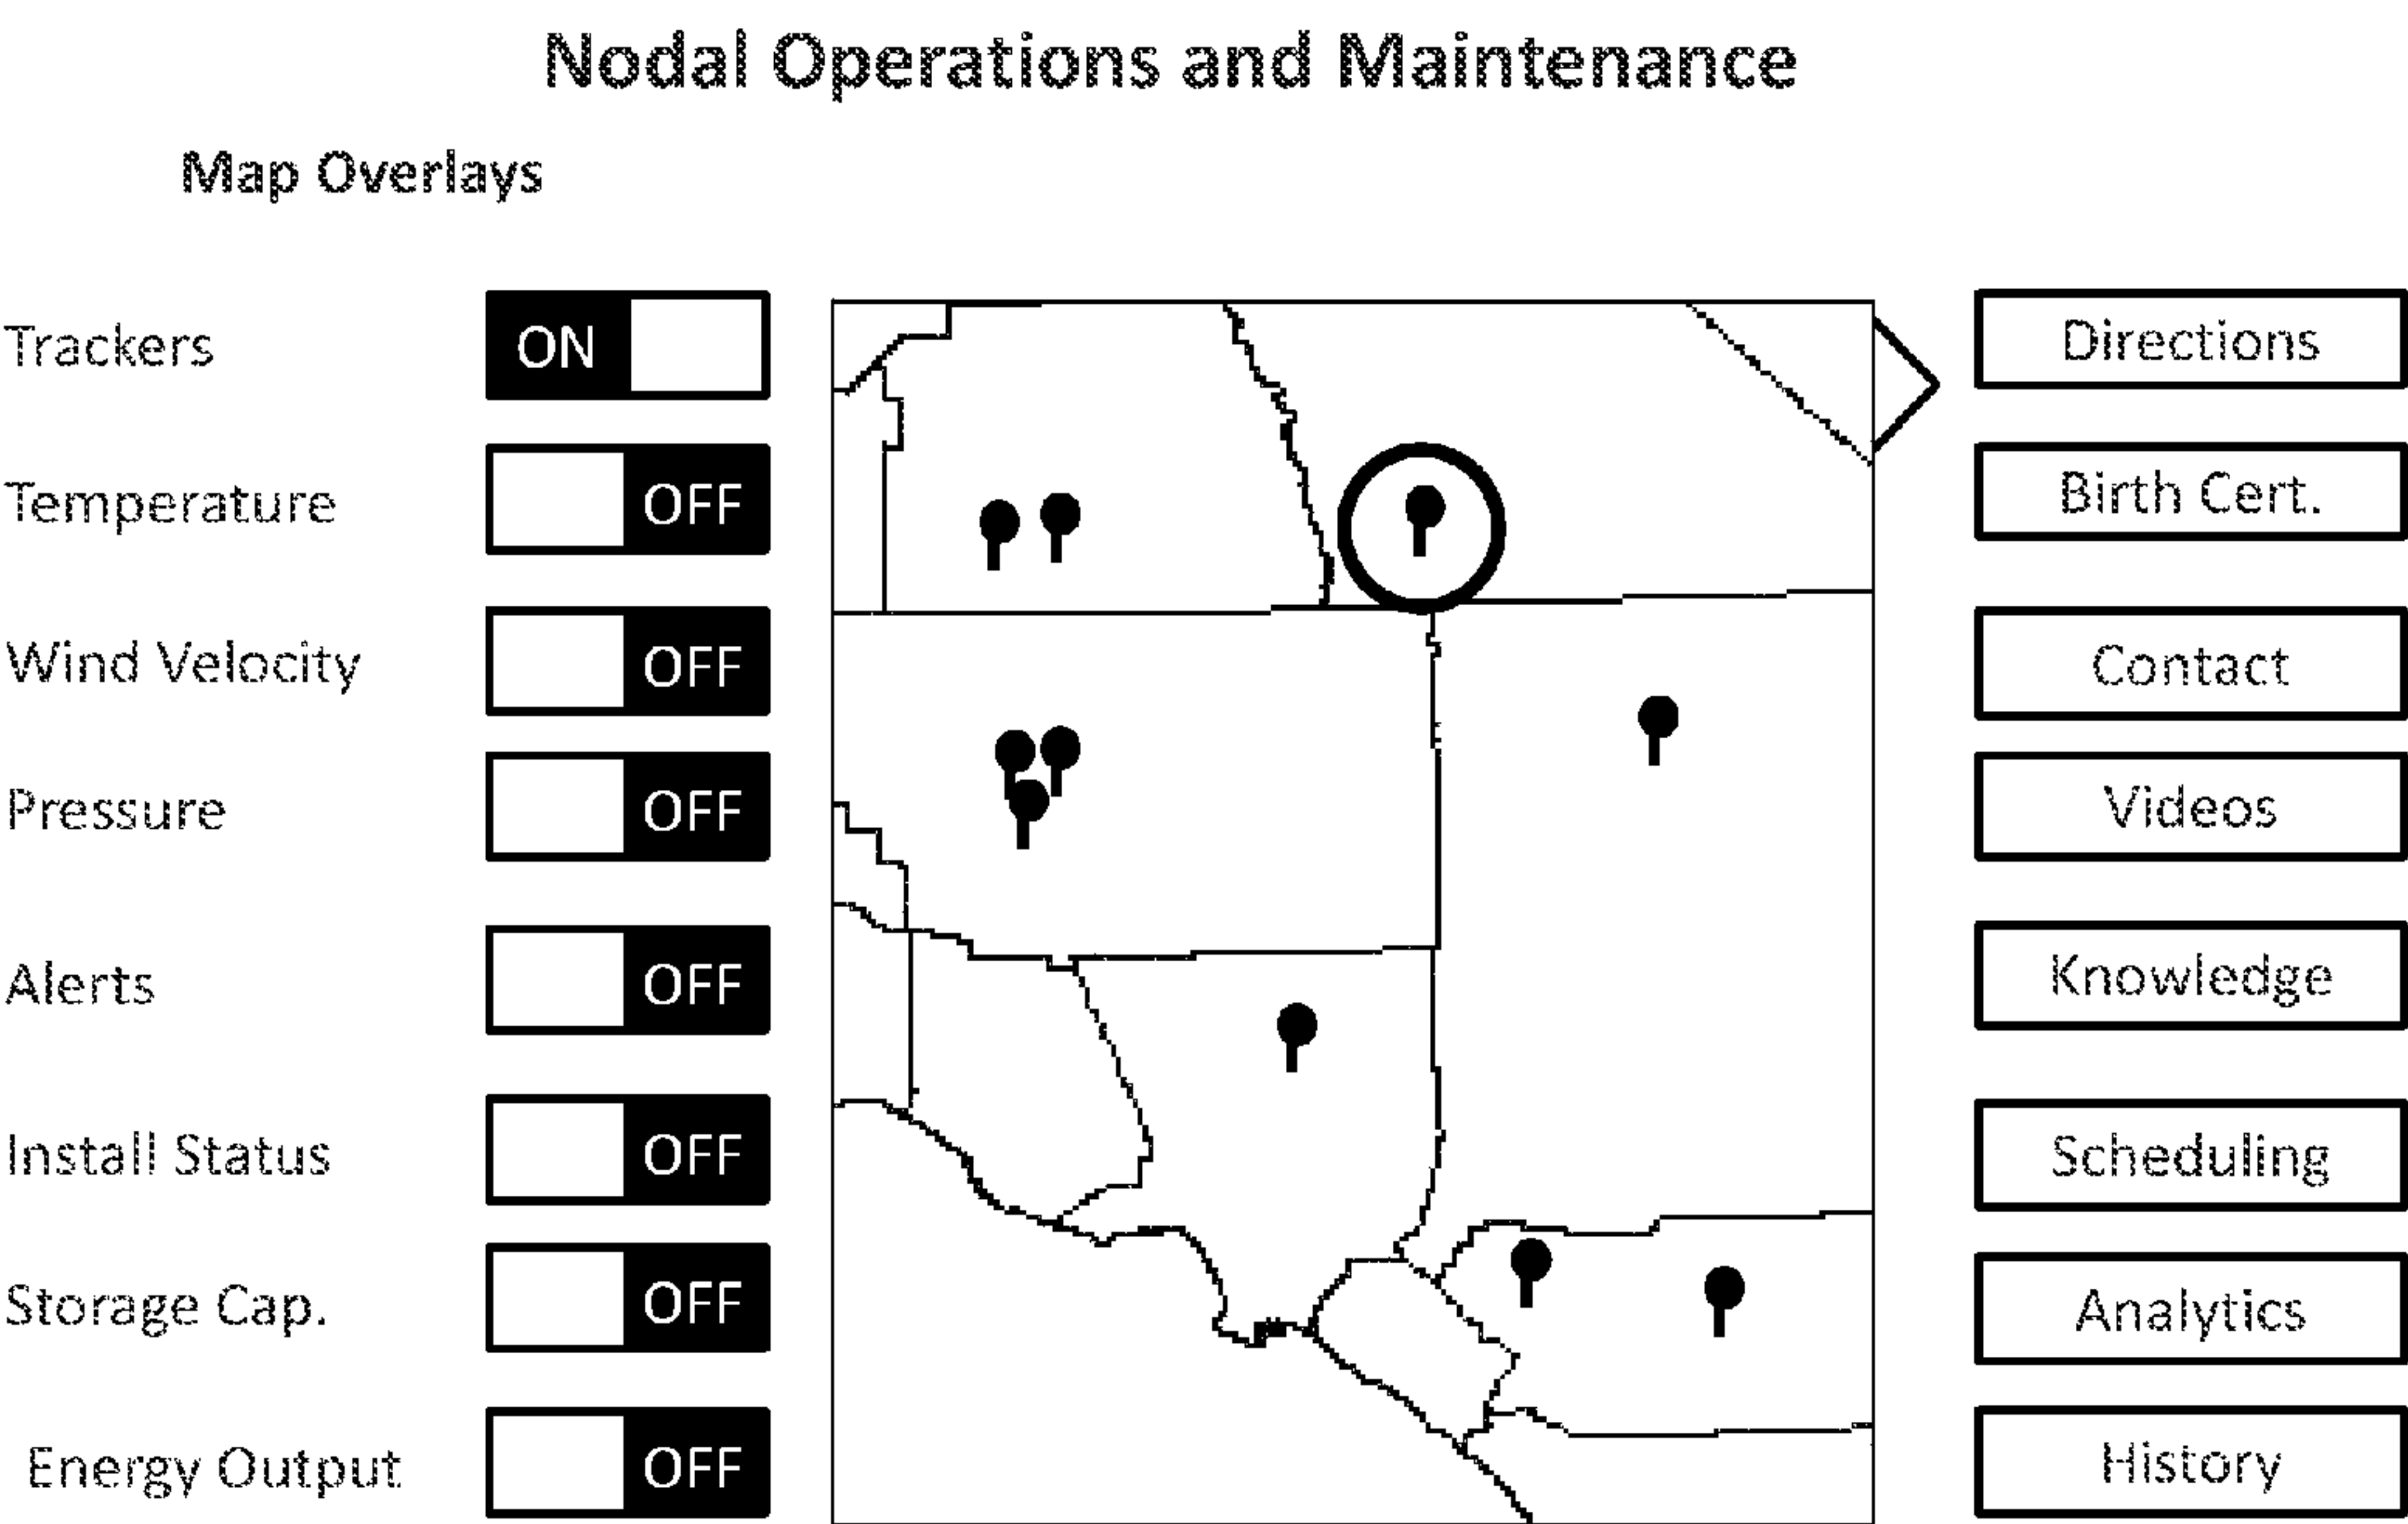 Nodal Operations and Maintenance
Map Overlays
Trackers
ON
Directions
Temperature
OFF
Birth Cert.
Wind Velocity
OFF
Contact
Pressure
OFF
Videos
Alerts
OFF
Knowledge
Install Status
OFF
Scheduling
Storage Cap.
OFF
Analytics
Energy Output
OFF
History